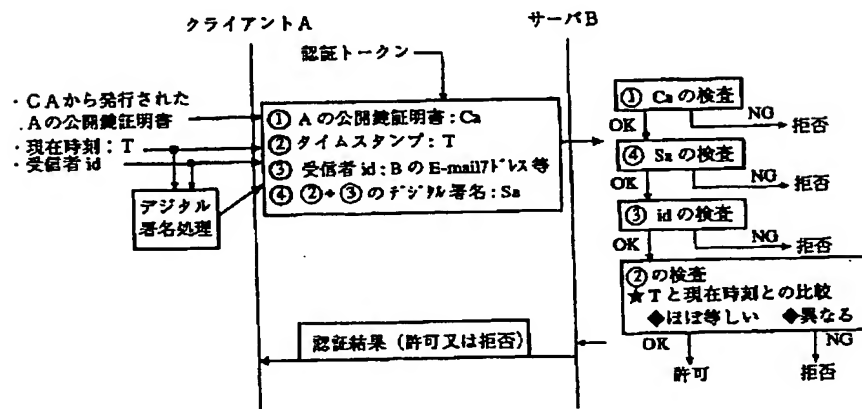 クライアントA
サーバB
認証トークン
・CAから発行された
.Aの公開鍵証明書
・現在時刻:T
・受信者id
デジタル
署名処理
① Aの公開鍵証明書:Ca
② タイムスタンプ:T
③ 受信者id:BのE-mailアドレス等
④ ②+③のデジタル署名:Sa
① Caの検査
OK
NG
拒否
④ Saの検査
OK
NG
拒否
③ idの検査
OK
NG
拒否
②の検査
★Tと現在時刻との比較
◆ほぼ等しい ◆異なる
OK
NG
許可
拒否
認証結果(許可又は拒否)